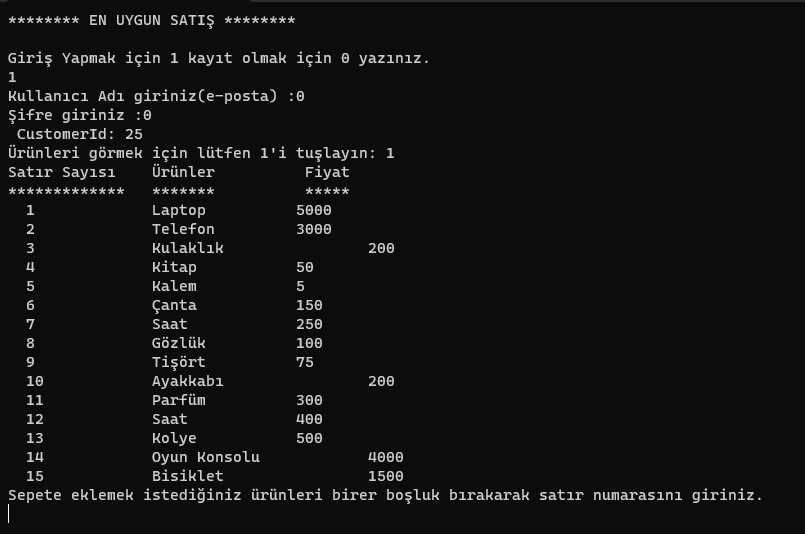 ******** EN UYGUN SATIŞ ********
Giriş Yapmak için 1 kayıt olmak için 0 yazınız.
1
Kullanıcı Adı giriniz(e-posta) :0
Şifre giriniz :0
CustomerId: 25
Ürünleri görmek için lütfen 1'i tuşlayın: 1
Satır Sayısı Ürünler Fiyat
************* ******* *****
1 Laptop 5000
2 Telefon 3000
3 Kulaklık 200
4 Kitap 50
5 Kalem 5
6 Çanta 150
7 Saat 250
8 Gözlük 100
9 Tişört 75
10 Ayakkabı 200
11 Parfüm 300
12 Saat 400
13 Kolye 500
14 Oyun Konsolu 4000
15 Bisiklet 1500
Sepete eklemek istediğiniz ürünleri birer boşluk bırakarak satır numarasını giriniz.